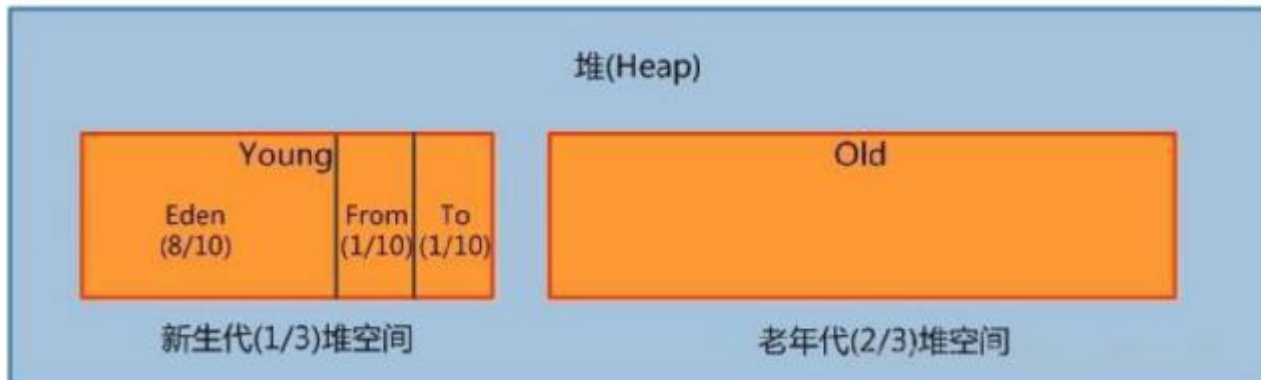 堆(Heap)
Young
Old
Eden
(8/10)
From
(1/10)
To
(1/10)
新生代(1/3)堆空间
老年代(2/3)堆空间